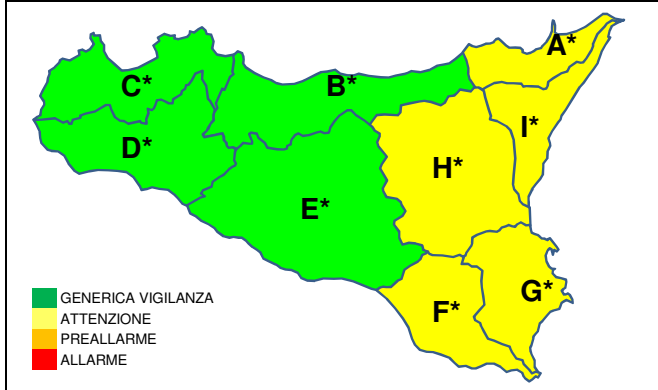 A*
C*
B*
I*
D*
H*
E*
G*
F*
GENERICA VIGILANZA
ATTENZIONE
PREALLARME
ALLARME